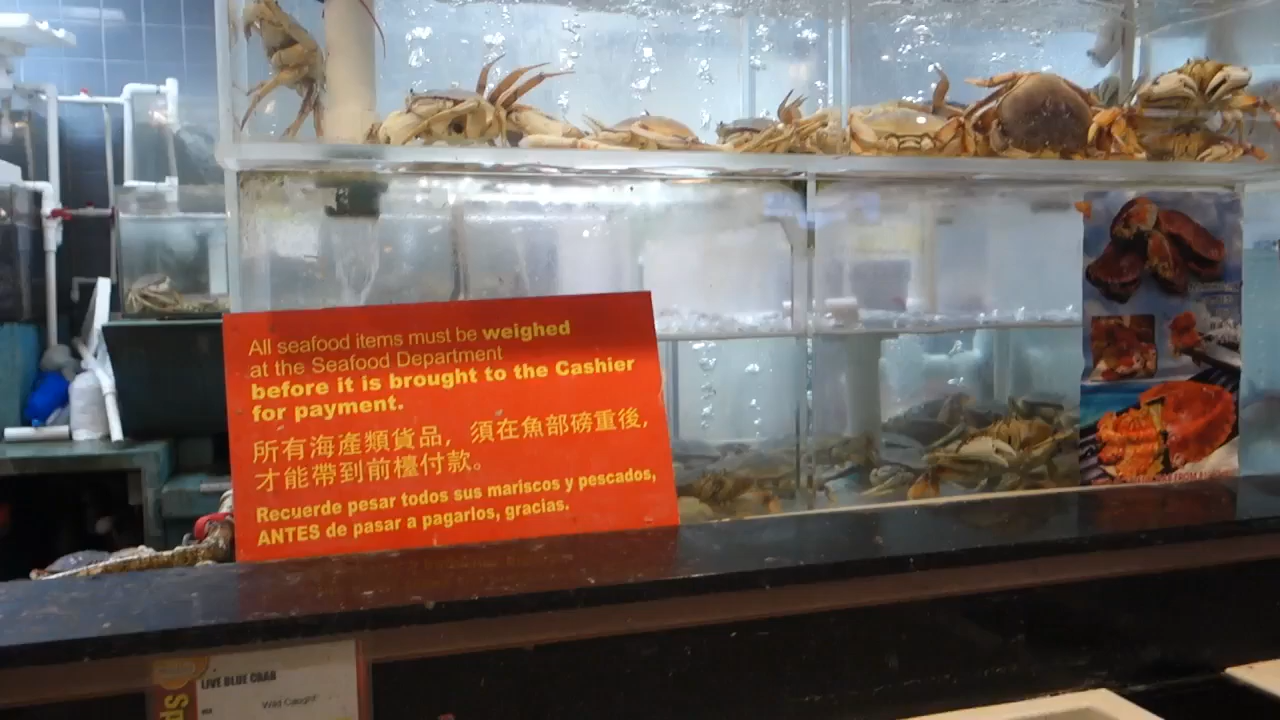 All seafood items must be weighed
at the Seafood Department
before it is brought to the Cashier
for payment.
所有海產類貨品，須在魚部磅重後，
才能帶到前檯付款。
Recuerde pesar todos sus mariscos y pescados,
ANTES de pasar a pagarlos, gracias.
LIVE BLUE CRAB
Wild Caught